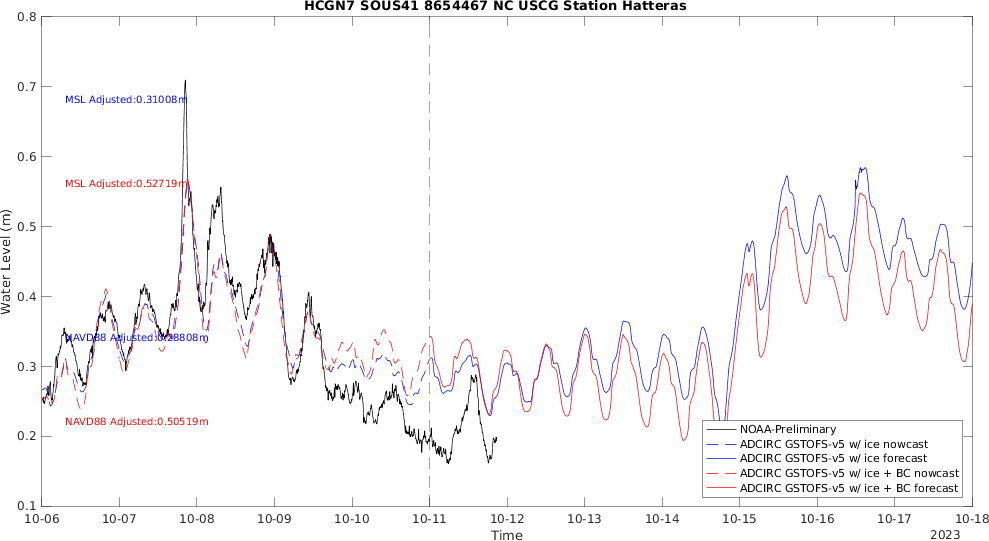 HCGN7 SOUS41 8654467 NC USCG Station Hatteras
0.8
0.7
0.6
0.5
0.4
0.3
0.2
0.1
Water Level (m)
MSL Adjusted:0.31008m
MSL Adjusted:0.52719m
NAVD88 Adjusted:0.28808m
NAVD88 Adjusted:0.50519m
NOAA-Preliminary
ADCIRC GSTOFS-v5 w/ ice nowcast
ADCIRC GSTOFS-v5 w/ ice forecast
ADCIRC GSTOFS-v5 w/ ice + BC nowcast
ADCIRC GSTOFS-v5 w/ ice + BC forecast
10-06 10-07 10-08 10-09 10-10 10-11 10-12 10-13 10-14 10-15 10-16 10-17 10-18
Time
2023